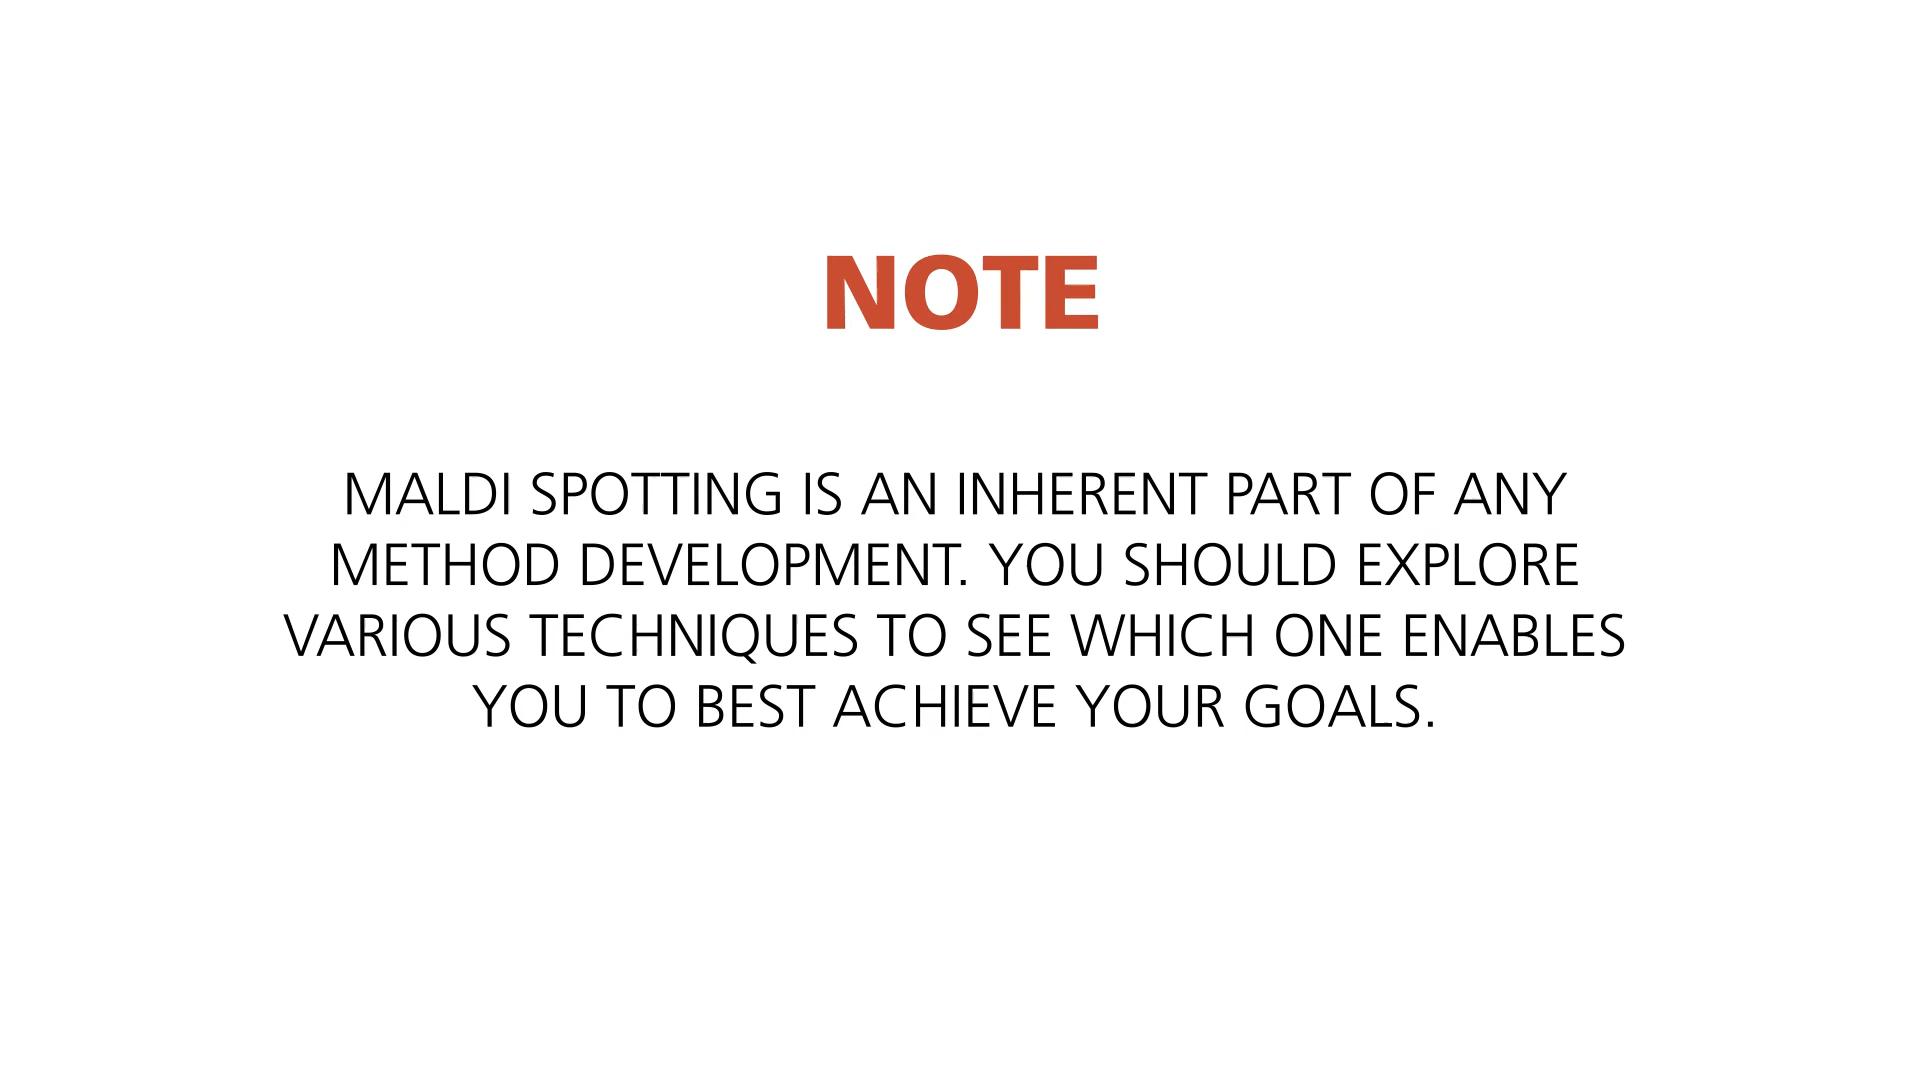 NOTE
MALDI SPOTTING IS AN INHERENT PART OF ANY
METHOD DEVELOPMENT. YOU SHOULD EXPLORE
VARIOUS TECHNIQUES TO SEE WHICH ONE ENABLES
YOU TO BEST ACHIEVE YOUR GOALS.